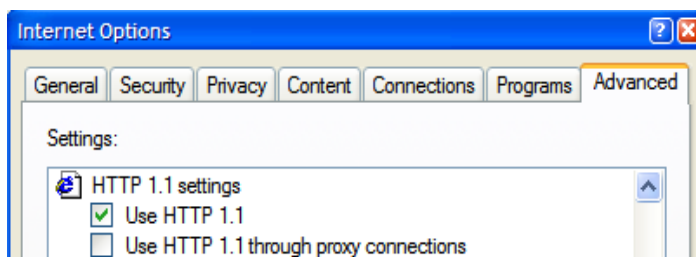 Internet Options
General Security Privacy Content Connections Programs Advanced
Settings:
HTTP 1.1 settings
Use HTTP 1.1
Use HTTP 1.1 through proxy connections